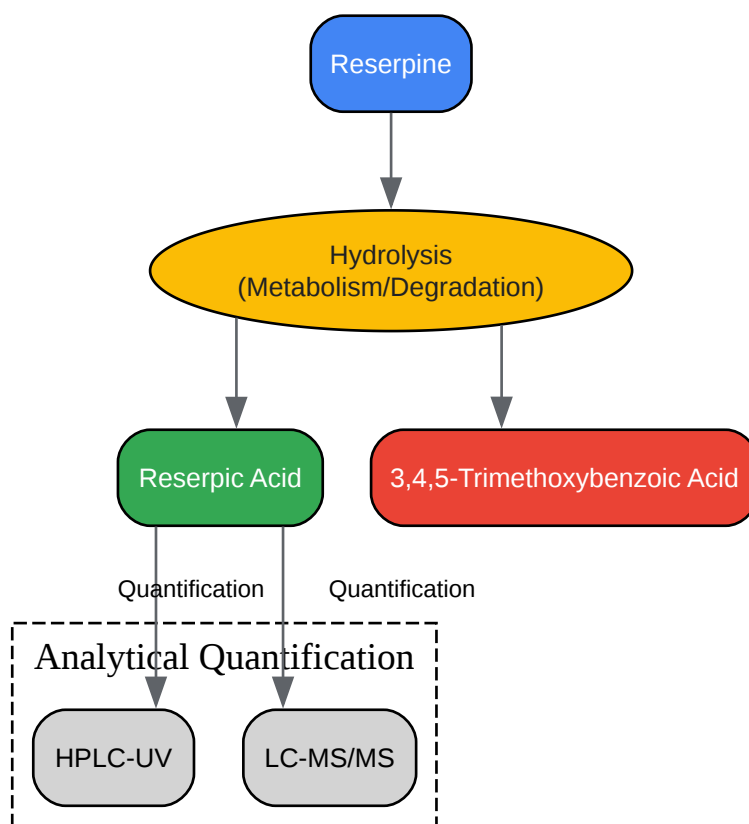 Reserpine
Hydrolysis
(Metabolism/Degradation)
Reserpic Acid
3,4,5-Trimethoxybenzoic Acid
Quantification
Quantification
Analytical Quantification
HPLC-UV
LC-MS/MS